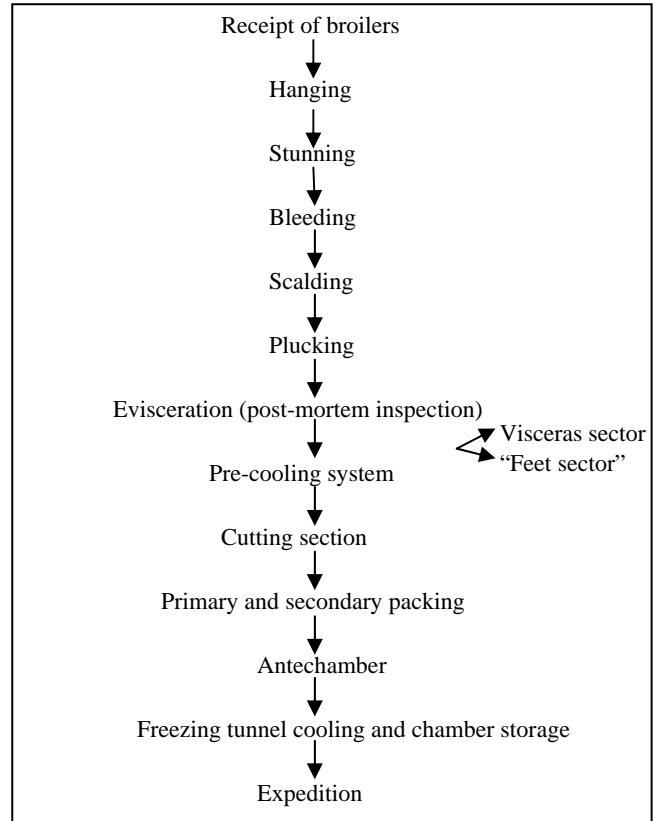 Receipt of broilers
Hanging
Stunning
Bleeding
Scalding
Plucking
Evisceration (post-mortem inspection)
Visceras sector
“Feet sector”
Pre-cooling system
Cutting section
Primary and secondary packing
Antechamber
Freezing tunnel cooling and chamber storage
Expedition